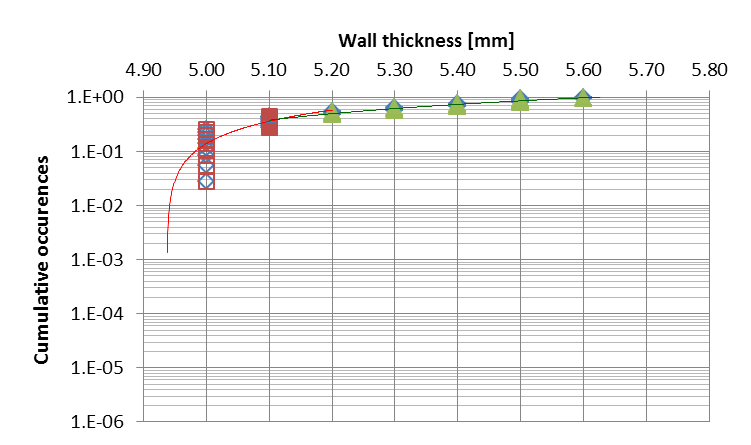 Wall thickness [mm]
4.90 5.00 5.10 5.20 5.30 5.40 5.50 5.60 5.70 5.80
1.E+00
1.E-01
1.E-02
1.E-03
1.E-04
1.E-05
1.E-06
Cumulative occurences